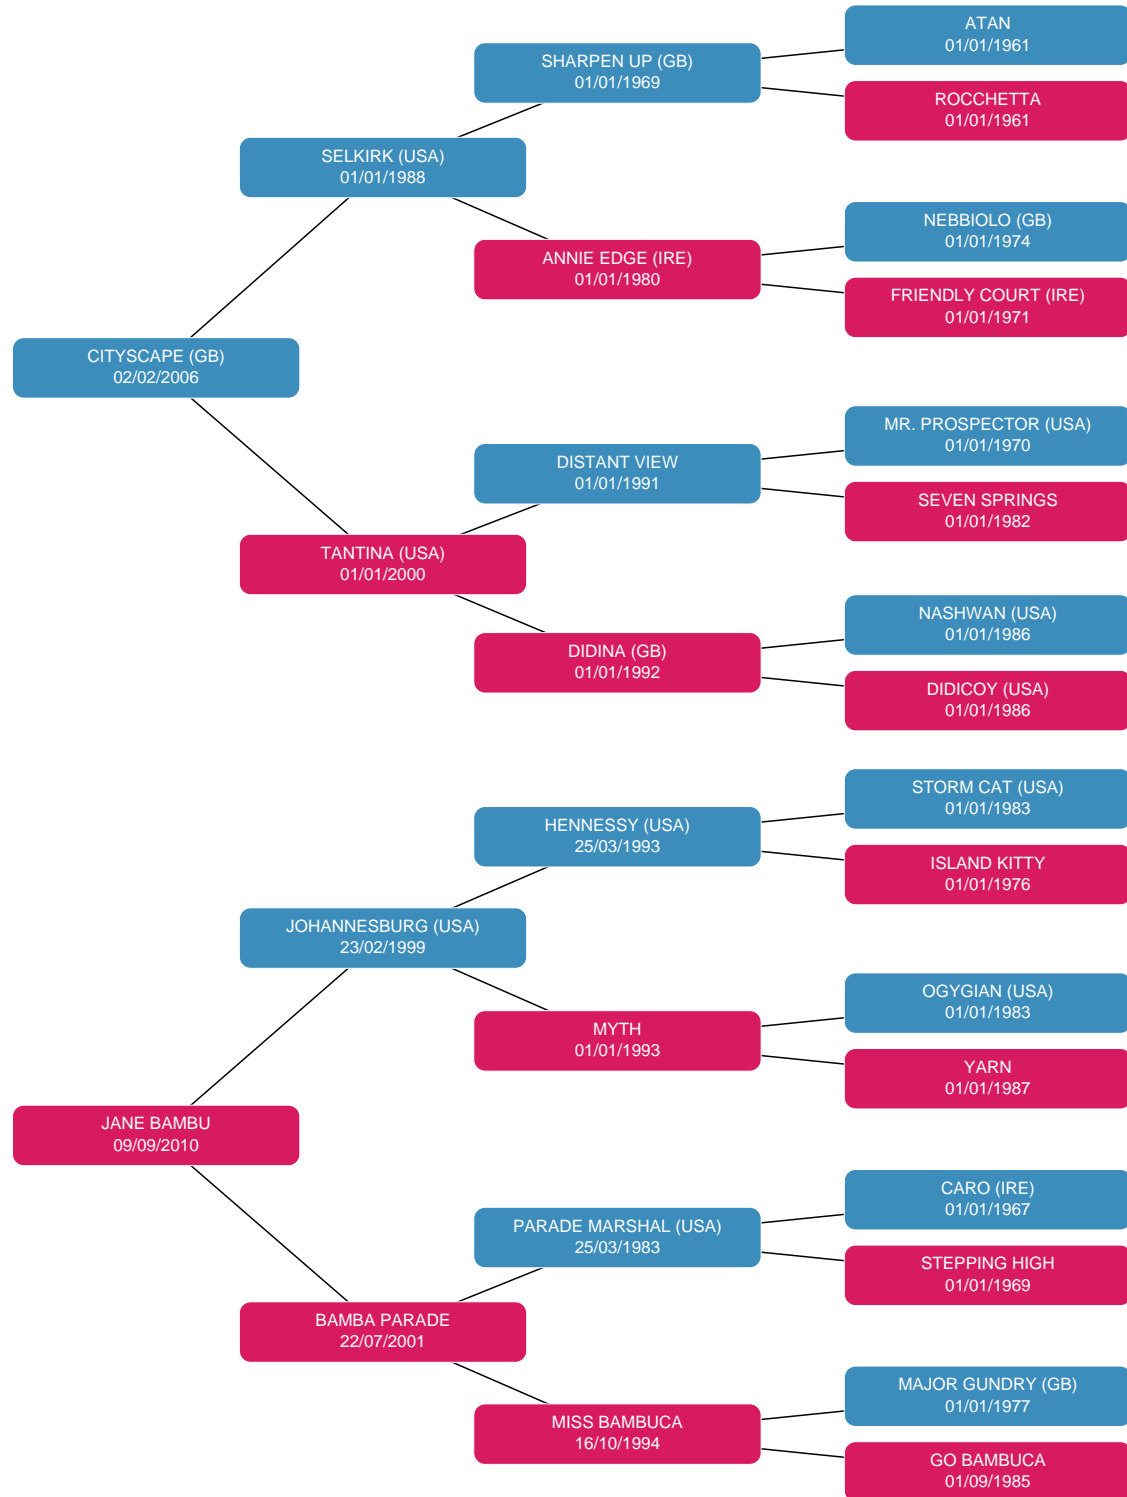 ATAN
01/01/1961
SHARPEN UP (GB)
01/01/1969
ROCCHETTA
01/01/1961
SELKIRK (USA)
01/01/1988
NEBBIOLO (GB)
01/01/1974
ANNIE EDGE (IRE)
01/01/1980
FRIENDLY COURT (IRE)
01/01/1971
CITYSCAPE (GB)
02/02/2006
MR. PROSPECTOR (USA)
01/01/1970
DISTANT VIEW
01/01/1991
SEVEN SPRINGS
01/01/1982
TANTINA (USA)
01/01/2000
NASHWAN (USA)
01/01/1986
DIDINA (GB)
01/01/1992
DIDICOY (USA)
01/01/1986
STORM CAT (USA)
01/01/1983
HENNESSY (USA)
25/03/1993
ISLAND KITTY
01/01/1976
JOHANNESBURG (USA)
23/02/1999
OGYGIAN (USA)
01/01/1983
MYTH
01/01/1993
YARN
01/01/1987
JANE BAMBU
09/09/2010
CARO (IRE)
01/01/1967
PARADE MARSHAL (USA)
25/03/1983
STEPPING HIGH
01/01/1969
BAMBA PARADE
22/07/2001
MAJOR GUNDRY (GB)
01/01/1977
MISS BAMBUCA
16/10/1994
GO BAMBUCA
01/09/1985